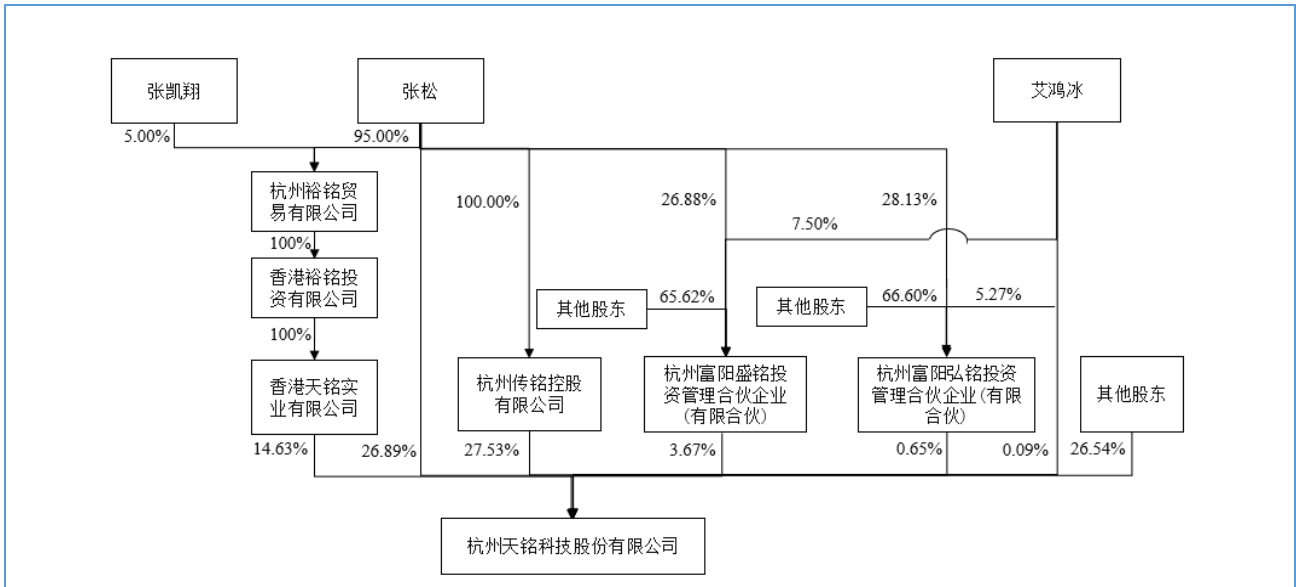 张凯翔
张松
艾鸿冰
5.00%
95.00%
杭州裕铭贸
易有限公司
100.00%
26.88%
28.13%
7.50%
100%
香港裕铭投
资有限公司
其他股东
65.62%
其他股东
66.60%
5.27%
100%
香港天铭实
业有限公司
杭州传铭控股
有限公司
杭州富阳盛铭投
资管理合伙企业
(有限合伙)
杭州富阳弘铭投资
管理合伙企业(有限
合伙)
其他股东
14.63%
26.89%
27.53%
3.67%
0.65%
0.09%
26.54%
杭州天铭科技股份有限公司